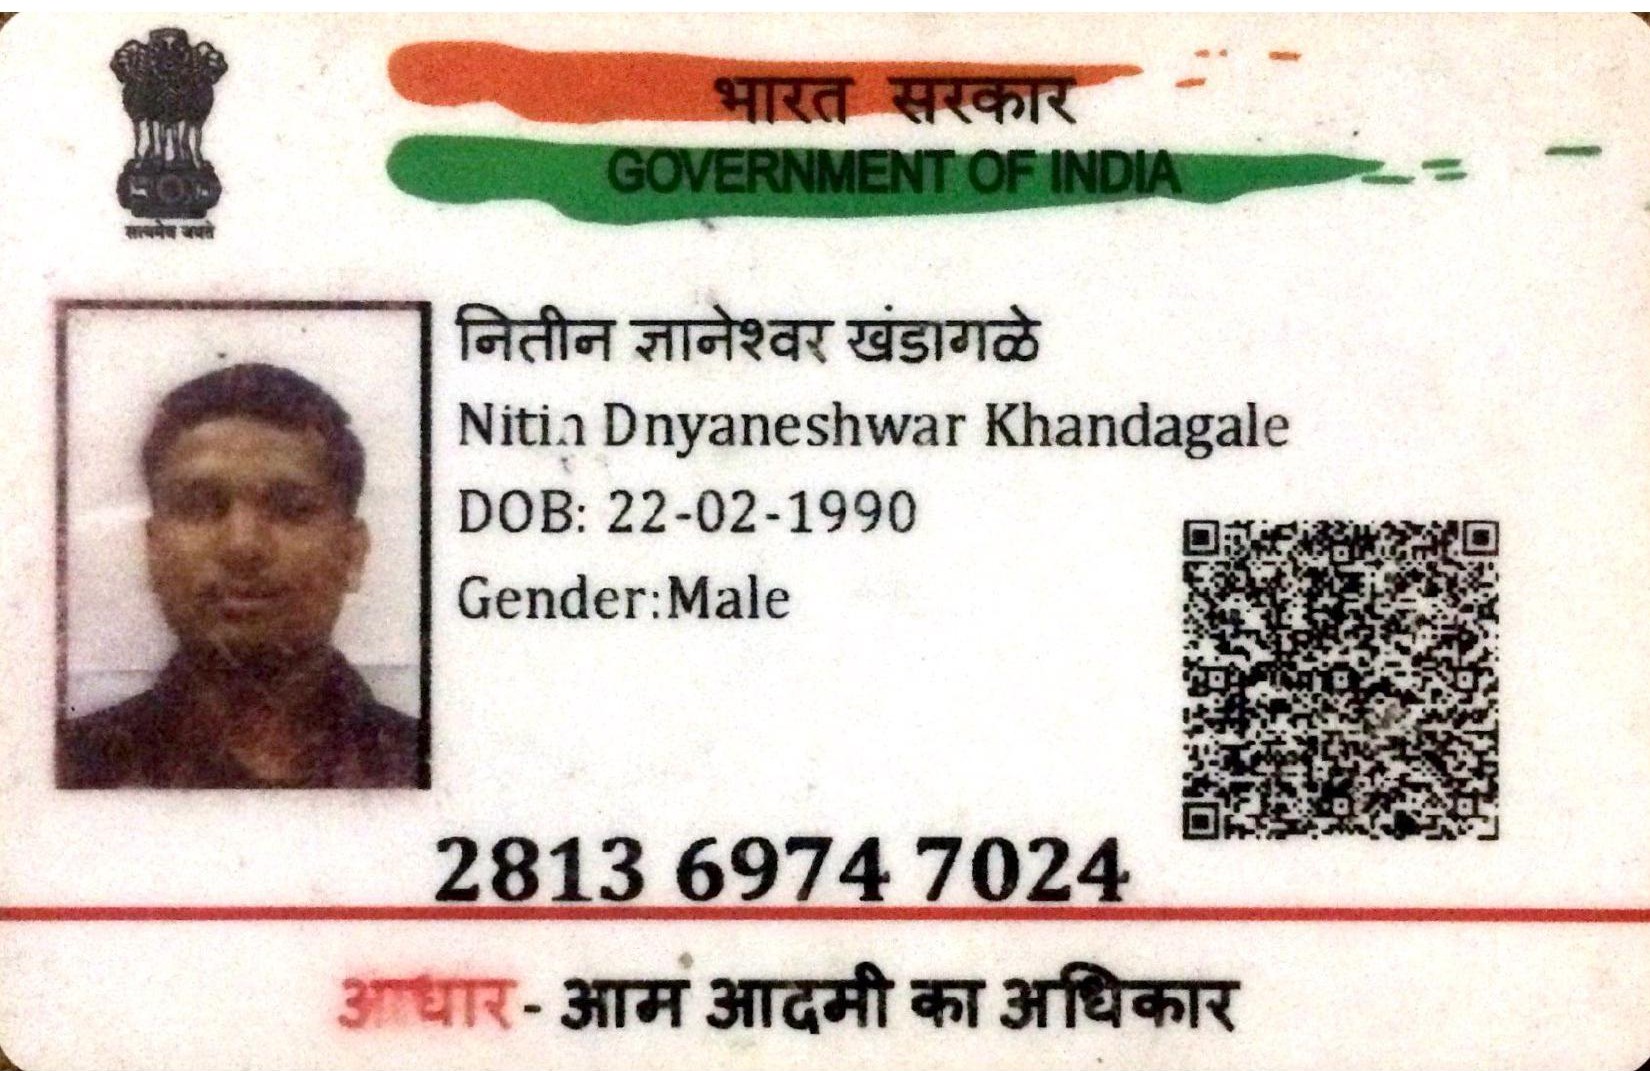 भारत सरकार
GOVERNMENT OF INDIA
सत्यमेव जयते
नितीन ज्ञानेश्वर खंडागळे
Nitin Dnyaneshwar Khandagale
DOB: 22-02-1990
Gender:Male
2813 6974 7024
आधार - आम आदमी का अधिकार